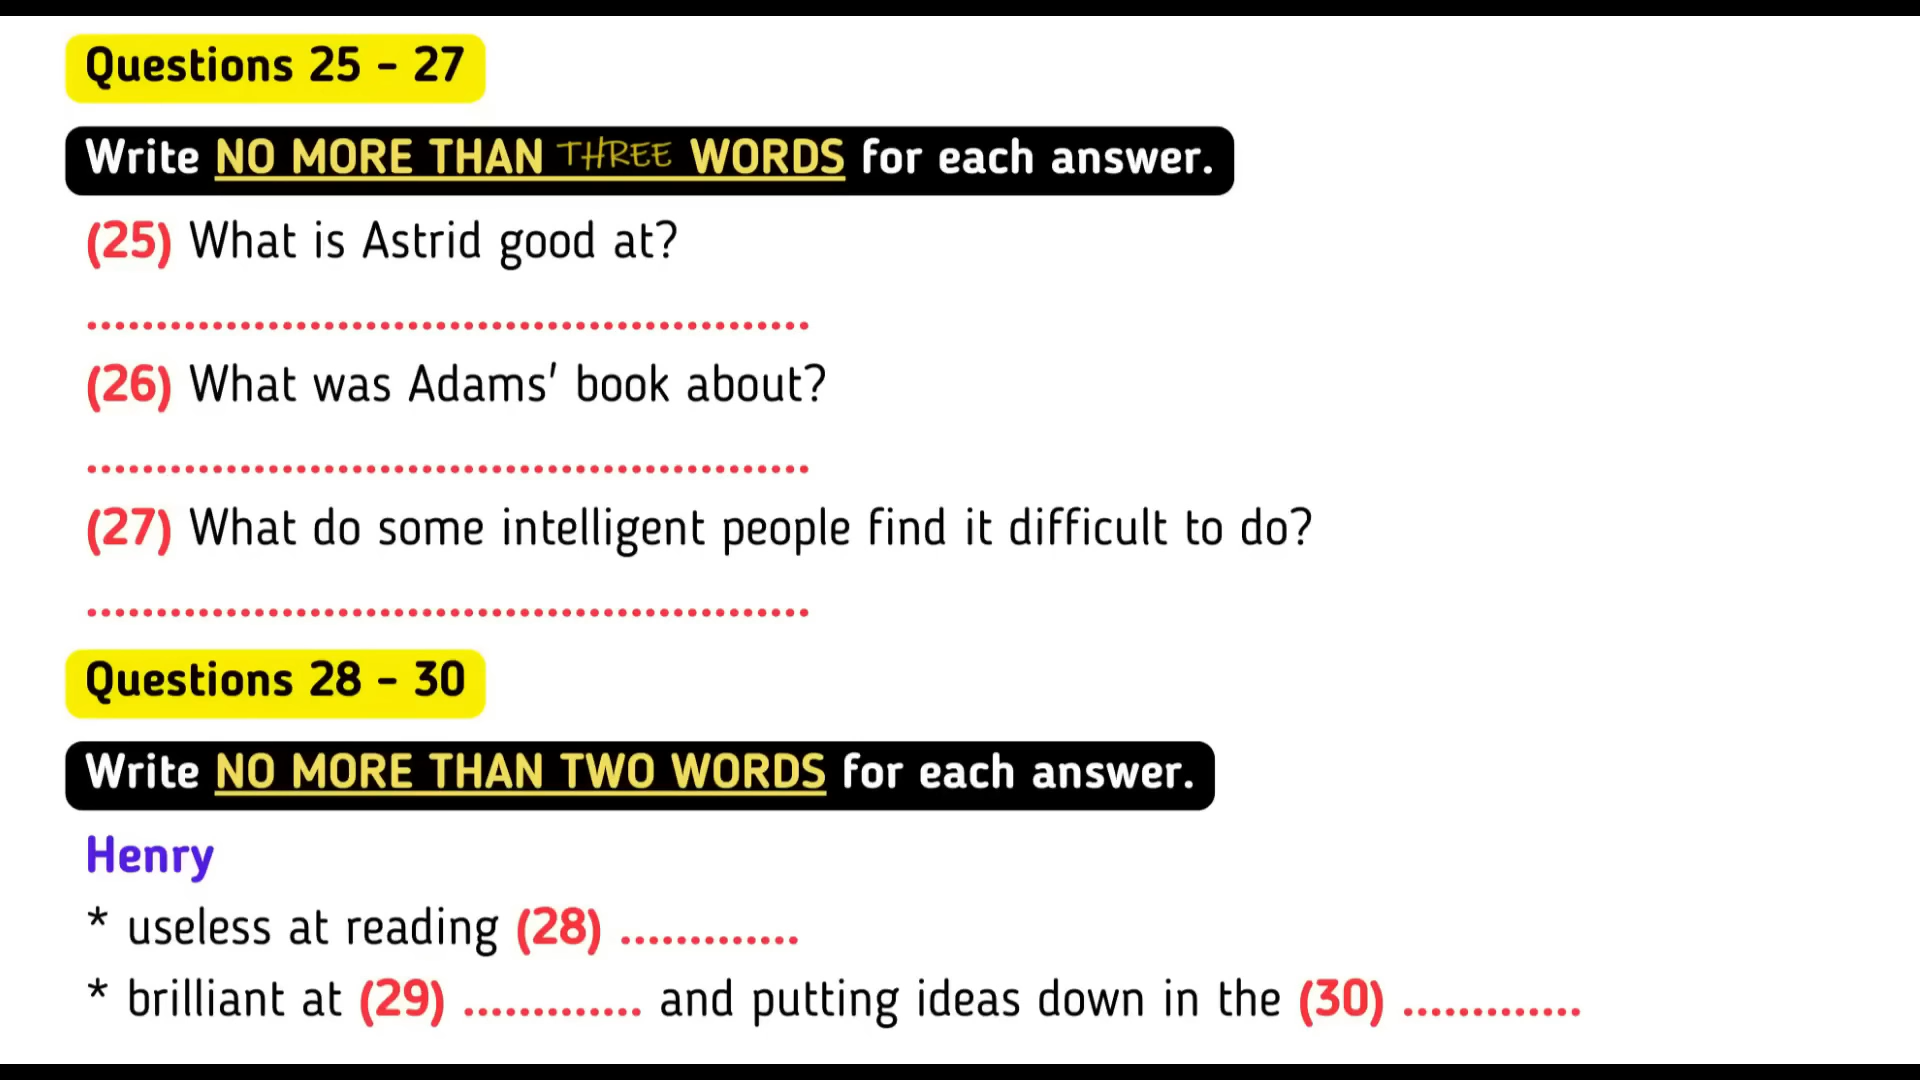 Questions 25 – 27
Write NO MORE THAN THREE WORDS for each answer.
(25) What is Astrid good at?
....................................................
(26) What was Adams' book about?
....................................................
(27) What do some intelligent people find it difficult to do?
....................................................
Questions 28 – 30
Write NO MORE THAN TWO WORDS for each answer.
Henry
* useless at reading (28) .............
* brilliant at (29) ............. and putting ideas down in the (30) .............